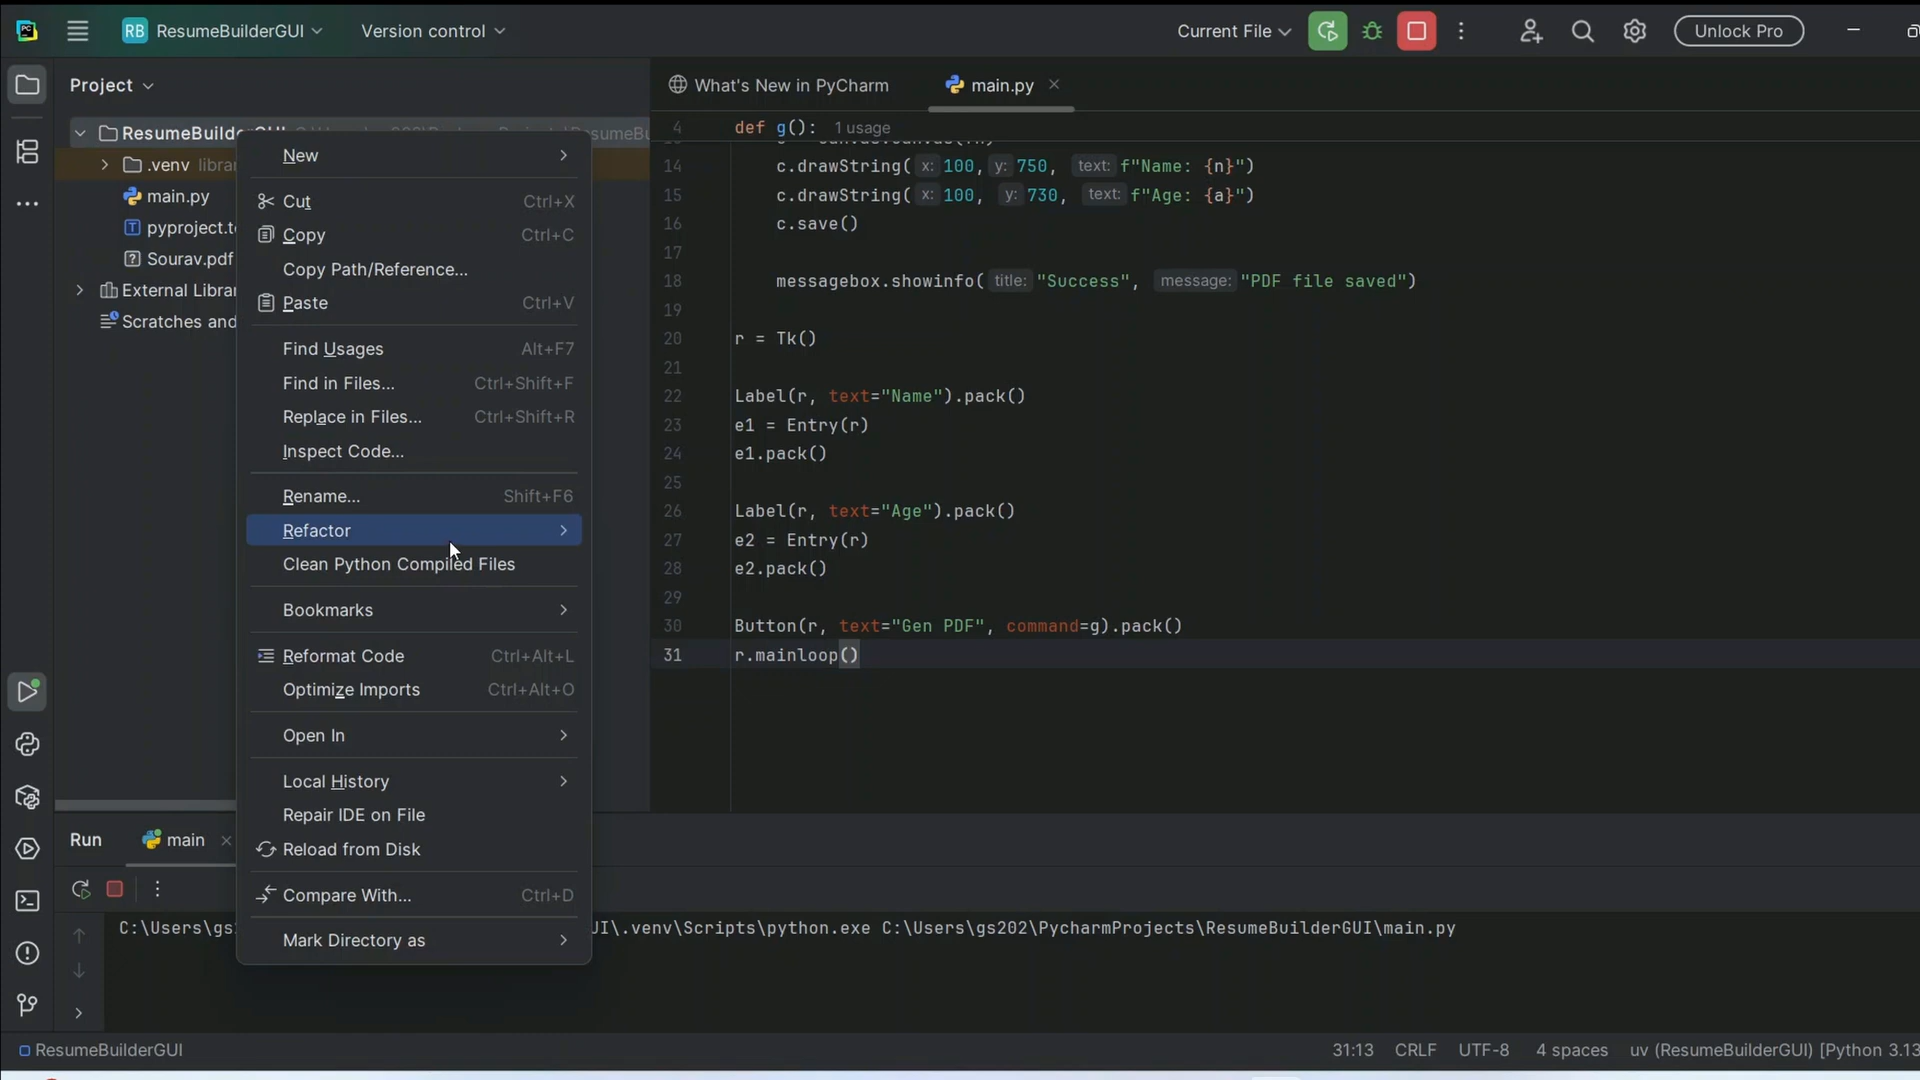 PC
RB ResumeBuilderGUI Version control Current File Unlock Pro
Project
What's New in PyCharm main.py
ResumeBuilderGUI
.venv
main.py
pyproject.t
Sourav.pdf
External Librar
Scratches and
New
Cut Ctrl+X
Copy Ctrl+C
Copy Path/Reference...
Paste Ctrl+V
Find Usages Alt+F7
Find in Files... Ctrl+Shift+F
Replace in Files... Ctrl+Shift+R
Inspect Code...
Rename... Shift+F6
Refactor
Clean Python Compiled Files
Bookmarks
Reformat Code Ctrl+Alt+L
Optimize Imports Ctrl+Alt+O
Open In
Local History
Repair IDE on File
Reload from Disk
Compare With... Ctrl+D
Mark Directory as
4 def g(): 1 usage
14 c.drawString( x: 100, y: 750, text: f"Name: {n}")
15 c.drawString( x: 100, y: 730, text: f"Age: {a}")
16 c.save()
17
18 messagebox.showinfo( title: "Success", message: "PDF file saved")
19
20 r = Tk()
21
22 Label(r, text="Name").pack()
23 e1 = Entry(r)
24 e1.pack()
25
26 Label(r, text="Age").pack()
27 e2 = Entry(r)
28 e2.pack()
29
30 Button(r, text="Gen PDF", command=g).pack()
31 r.mainloop()
Run main
C:\Users\gs UI\.venv\Scripts\python.exe C:\Users\gs202\PycharmProjects\ResumeBuilderGUI\main.py
ResumeBuilderGUI 31:13 CRLF UTF-8 4 spaces uv (ResumeBuilderGUI) [Python 3.13